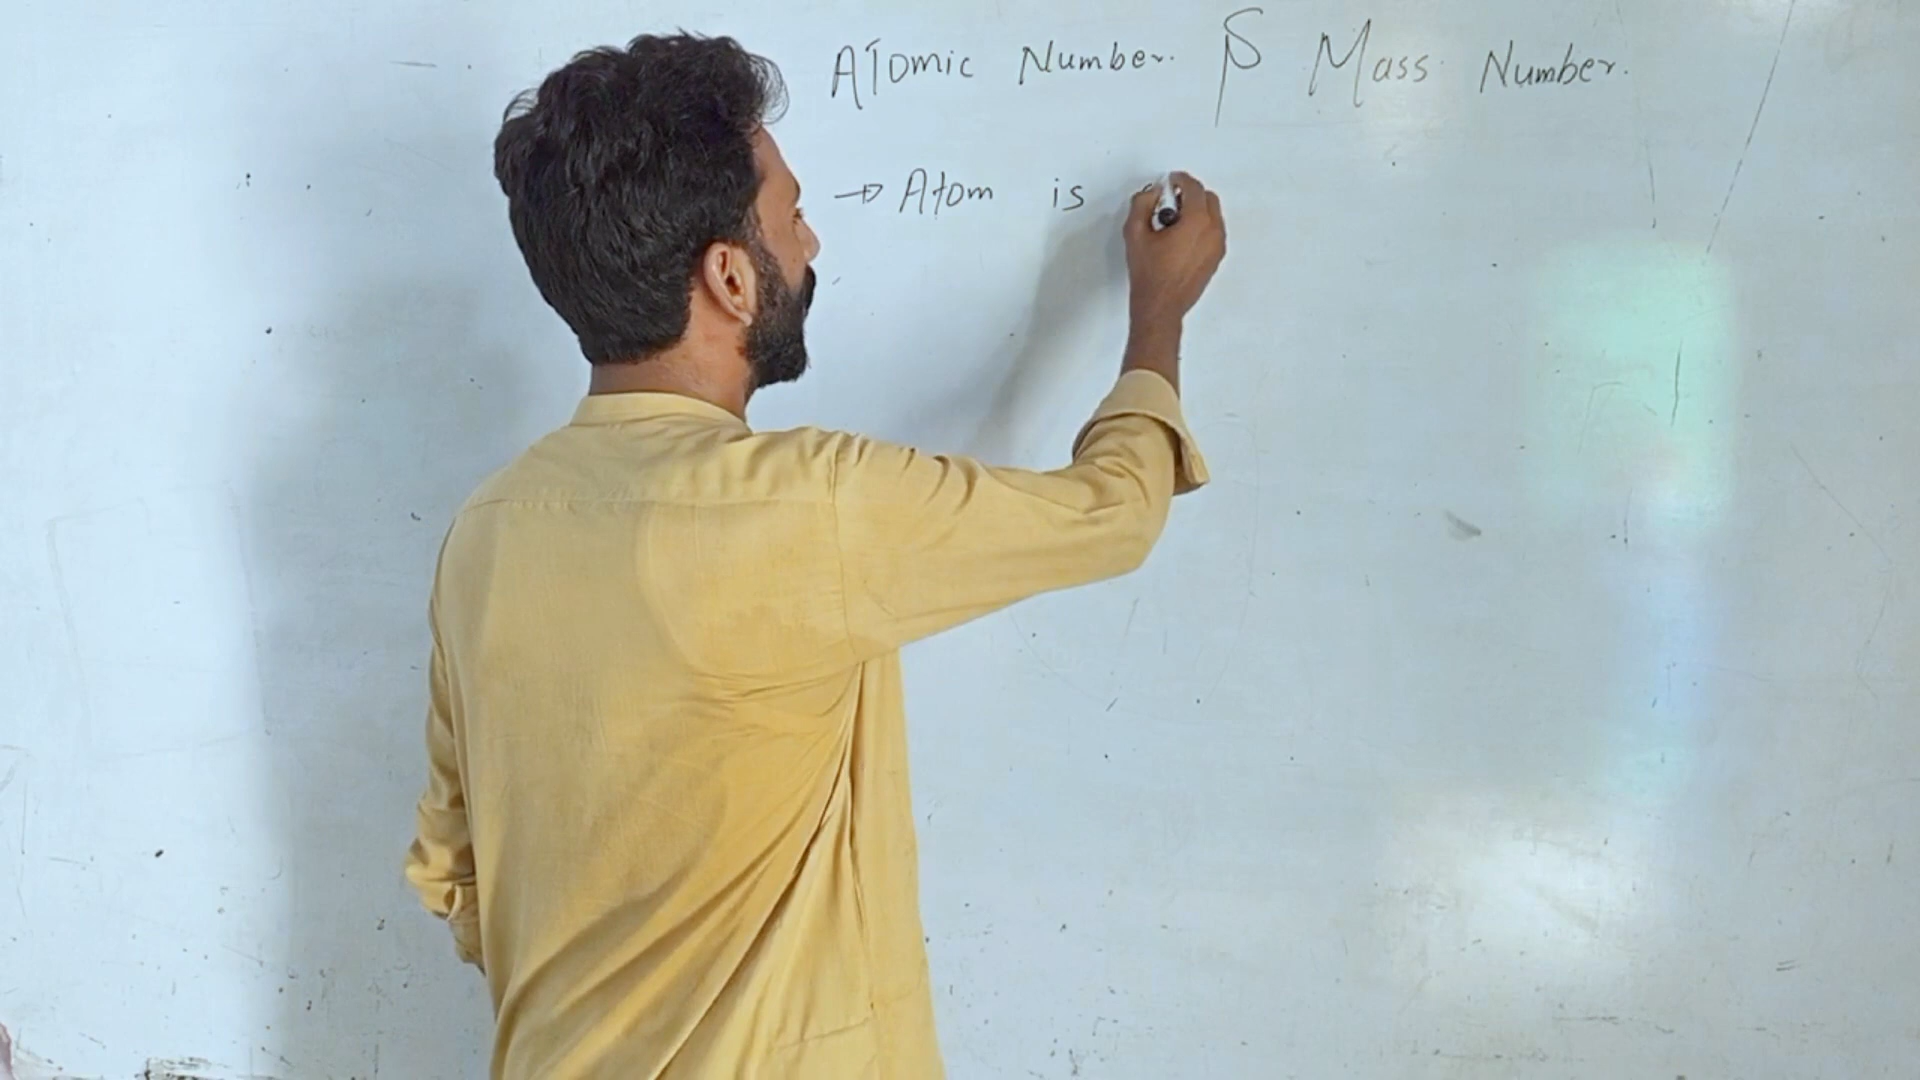 Atomic Number. & Mass Number.
→ Atom is